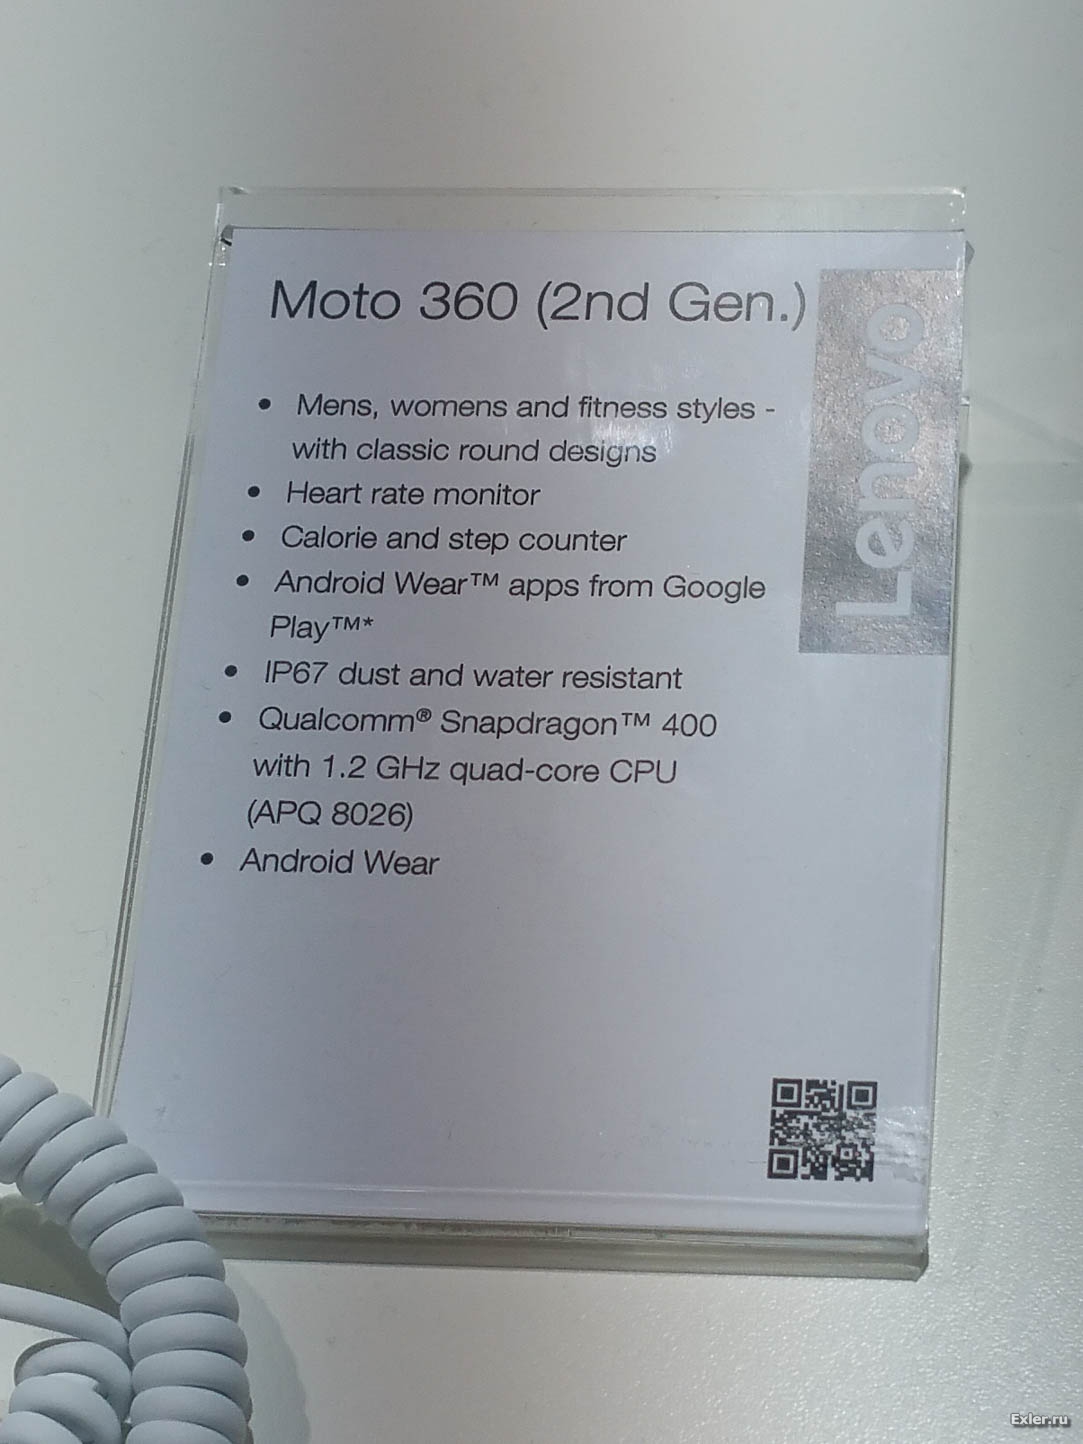 Moto 360 (2nd Gen.)
Lenovo
• Mens, womens and fitness styles -
with classic round designs
• Heart rate monitor
• Calorie and step counter
• Android Wear™ apps from Google
Play™*
• IP67 dust and water resistant
• Qualcomm® Snapdragon™ 400
with 1.2 GHz quad-core CPU
(APQ 8026)
• Android Wear
Exler.ru